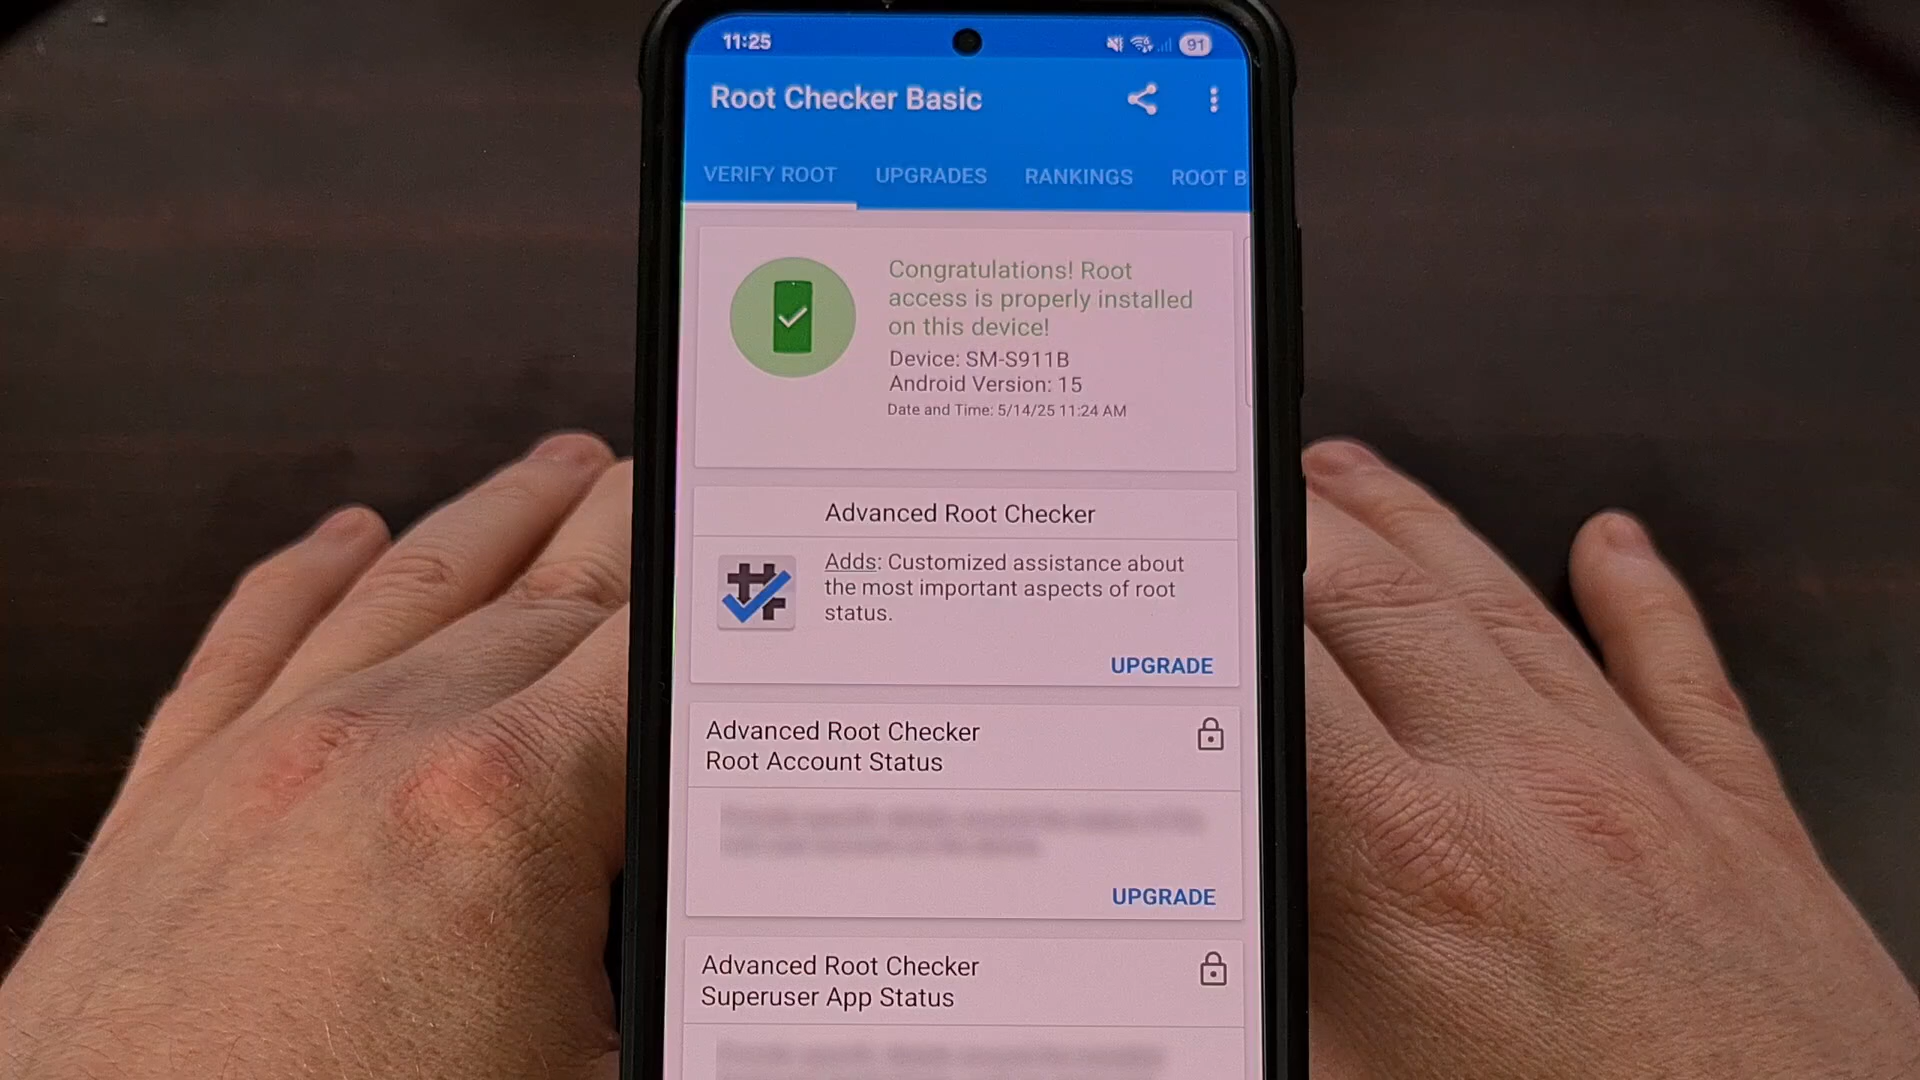 11:25
91
Root Checker Basic
VERIFY ROOT UPGRADES RANKINGS ROOT B
Congratulations! Root
access is properly installed
on this device!
Device: SM-S911B
Android Version: 15
Date and Time: 5/14/25 11:24 AM
Advanced Root Checker
Adds: Customized assistance about
the most important aspects of root
status.
UPGRADE
Advanced Root Checker
Root Account Status
UPGRADE
Advanced Root Checker
Superuser App Status